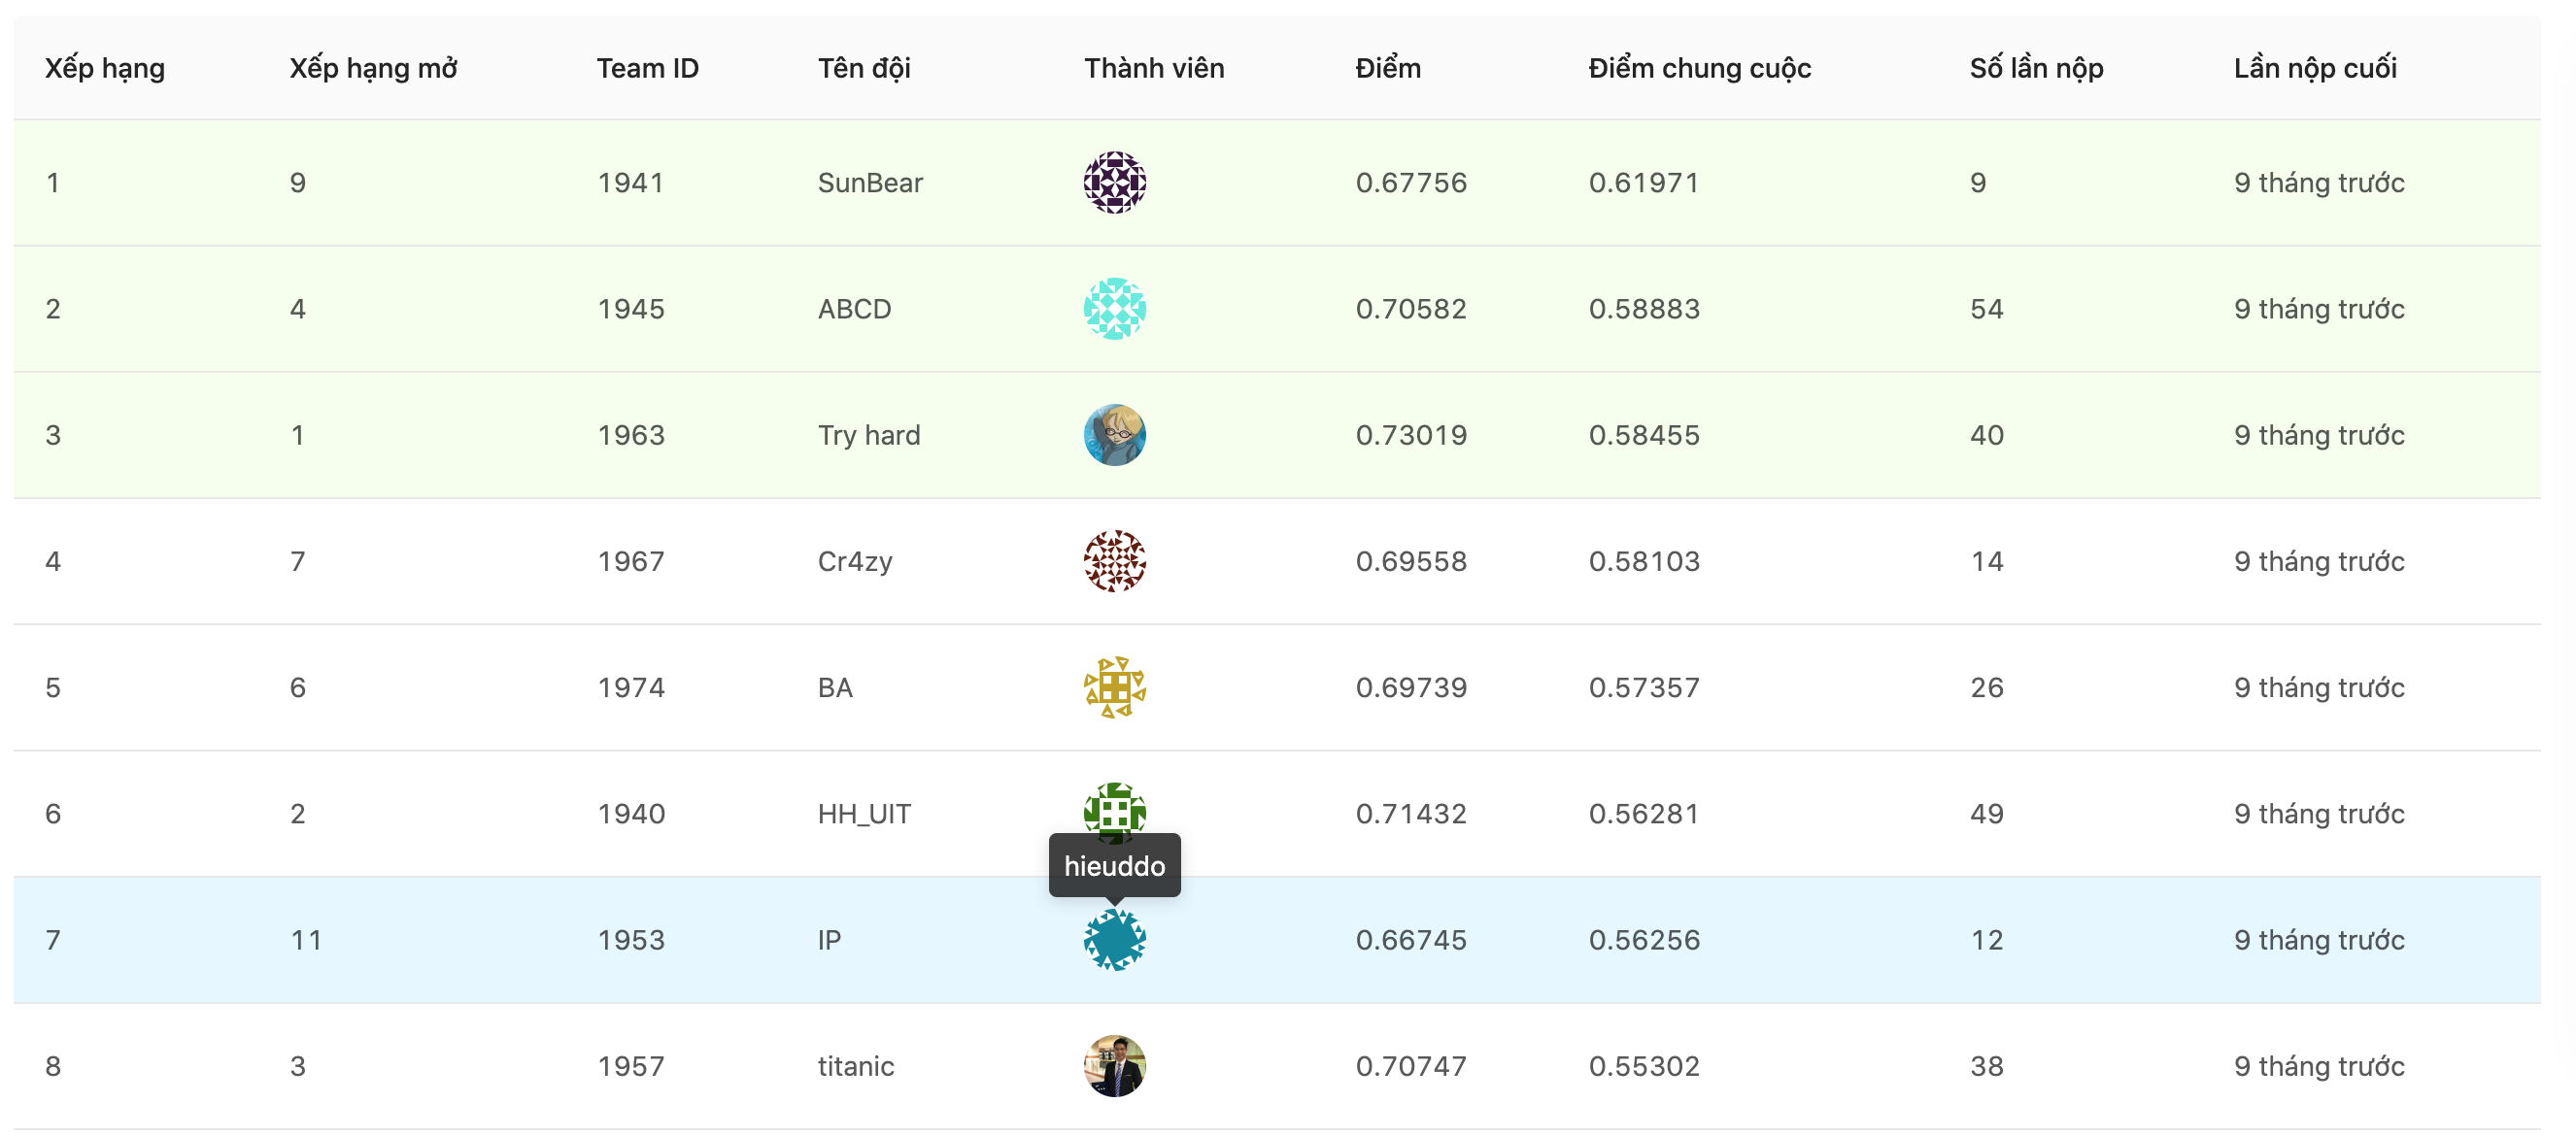 Xếp hạng Xếp hạng mở Team ID Tên đội Thành viên Điểm Điểm chung cuộc Số lần nộp Lần nộp cuối
1 9 1941 SunBear 0.67756 0.61971 9 9 tháng trước
2 4 1945 ABCD 0.70582 0.58883 54 9 tháng trước
3 1 1963 Try hard 0.73019 0.58455 40 9 tháng trước
4 7 1967 Cr4zy 0.69558 0.58103 14 9 tháng trước
5 6 1974 BA 0.69739 0.57357 26 9 tháng trước
6 2 1940 HH_UIT 0.71432 0.56281 49 9 tháng trước
hieuddo
7 11 1953 IP 0.66745 0.56256 12 9 tháng trước
8 3 1957 titanic 0.70747 0.55302 38 9 tháng trước